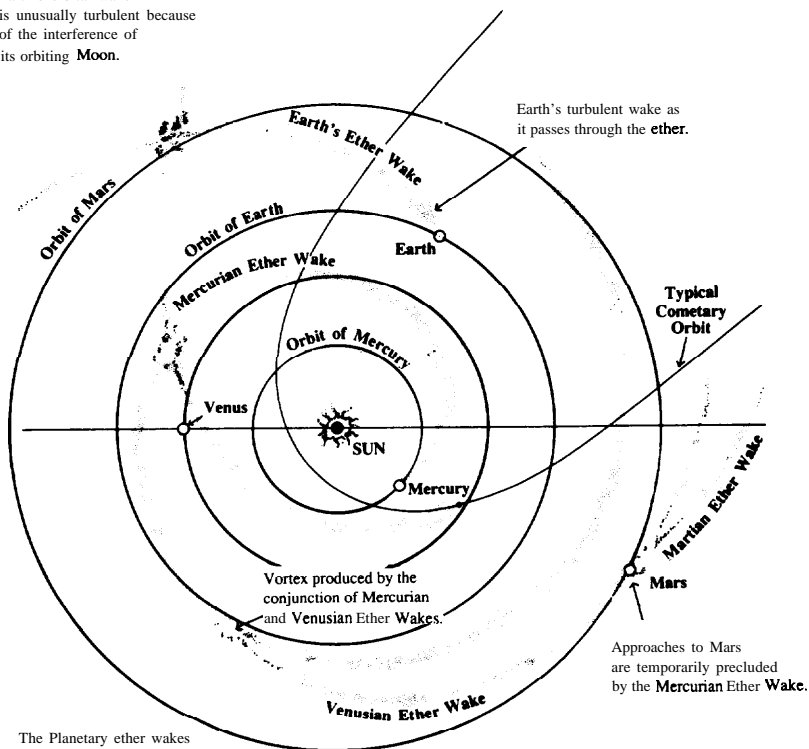 is unusually turbulent because
of the interference of
its orbiting Moon.
Earth's turbulent wake as
it passes through the ether.
Earth's Ether Wake
Orbit of Mars
Orbit of Earth
Earth
Mercurian Ether Wake
Typical
Cometary
Orbit
Orbit of Mercury
Venus
SUN
Mercury
Martian Ether Wake
Mars
Vortex produced by the
conjunction of Mercurian
and Venusian Ether Wakes.
Approaches to Mars
are temporarily precluded
by the Mercurian Ether Wake.
Venusian Ether Wake
The Planetary ether wakes